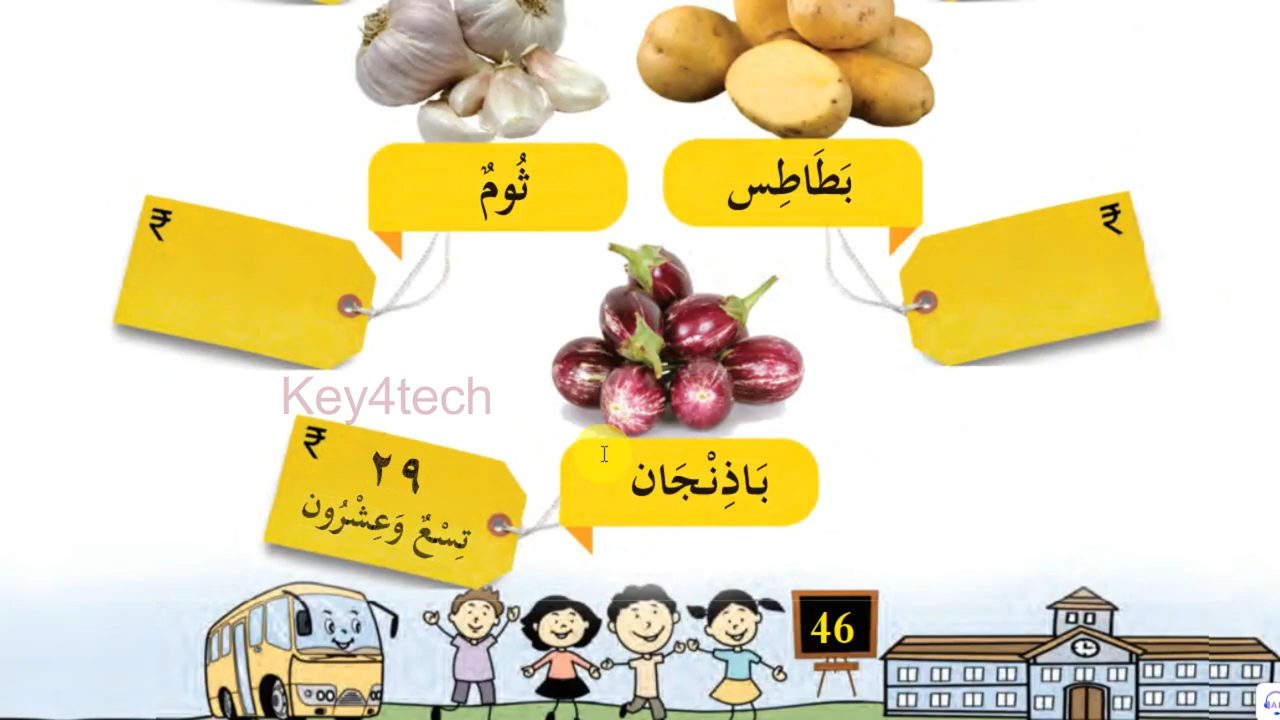 ثُومٌ
بَطَاطِس
₹
₹
Key4tech
₹
٢٩
تِسْعٌ وَعِشْرُون
بَاذِنْجَان
46